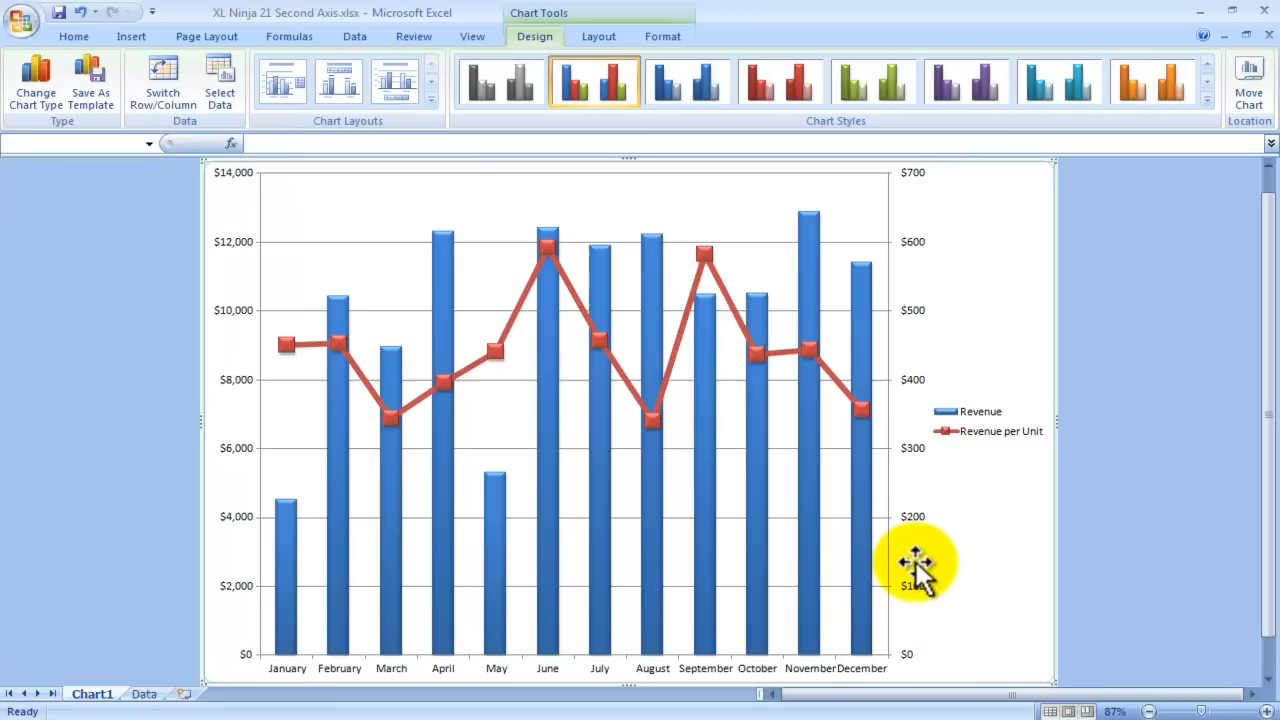 XL Ninja 21 Second Axis.xlsx - Microsoft Excel
Chart Tools
Home Insert Page Layout Formulas Data Review View Design Layout Format
Change Chart Type
Save As Template
Switch Row/Column
Select Data
Move Chart
Type Data Chart Layouts Chart Styles Location
fx
$14,000 $700
$12,000 $600
$10,000 $500
$8,000 $400
Revenue
Revenue per Unit
$6,000 $300
$4,000 $200
$2,000
$0 $0
January February March April May June July August September October November December
Chart1 Data
Ready 87%